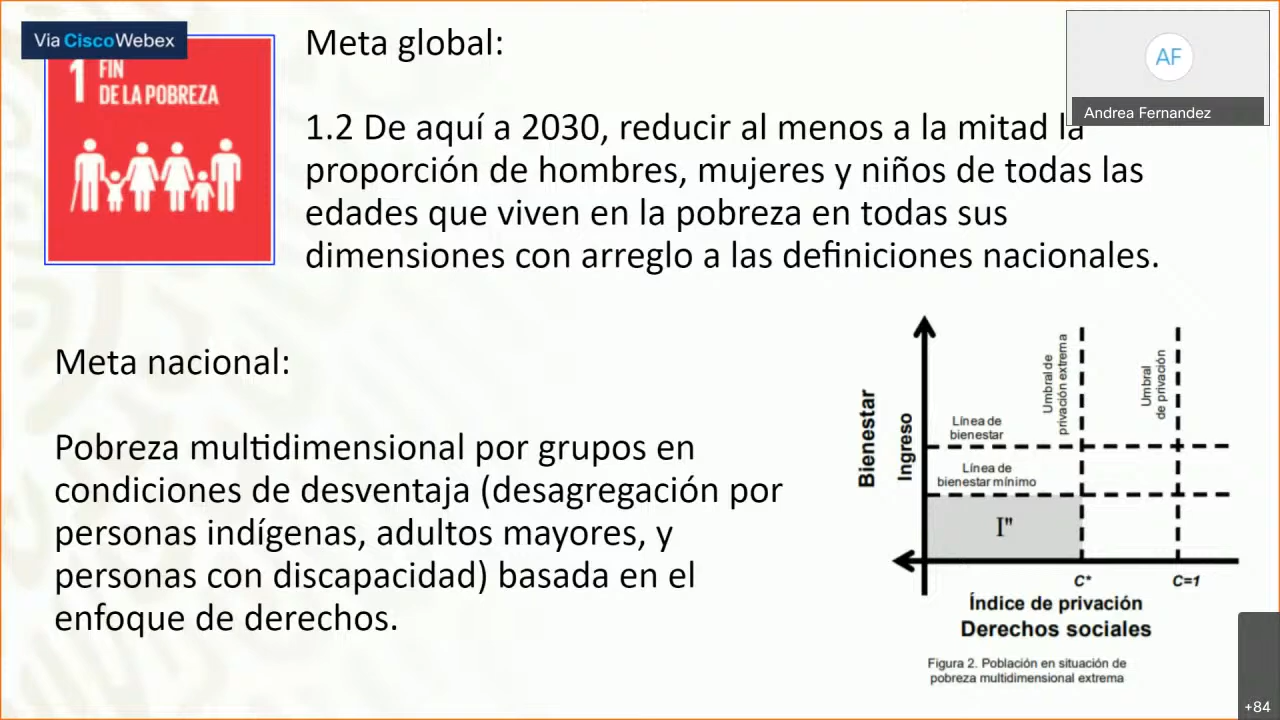 Via Cisco Webex
1 FIN
DE LA POBREZA
Meta global:
1.2 De aquí a 2030, reducir al menos a la mitad la
proporción de hombres, mujeres y niños de todas las
edades que viven en la pobreza en todas sus
dimensiones con arreglo a las definiciones nacionales.
AF
Andrea Fernandez
Meta nacional:
Pobreza multidimensional por grupos en
condiciones de desventaja (desagregación por
personas indígenas, adultos mayores, y
personas con discapacidad) basada en el
enfoque de derechos.
Bienestar
Ingreso
Línea de
bienestar
Línea de
bienestar mínimo
Umbral de
privación extrema
Umbral
de privación
I"
C*
C=1
Índice de privación
Derechos sociales
Figura 2. Población en situación de
pobreza multidimensional extrema
+84